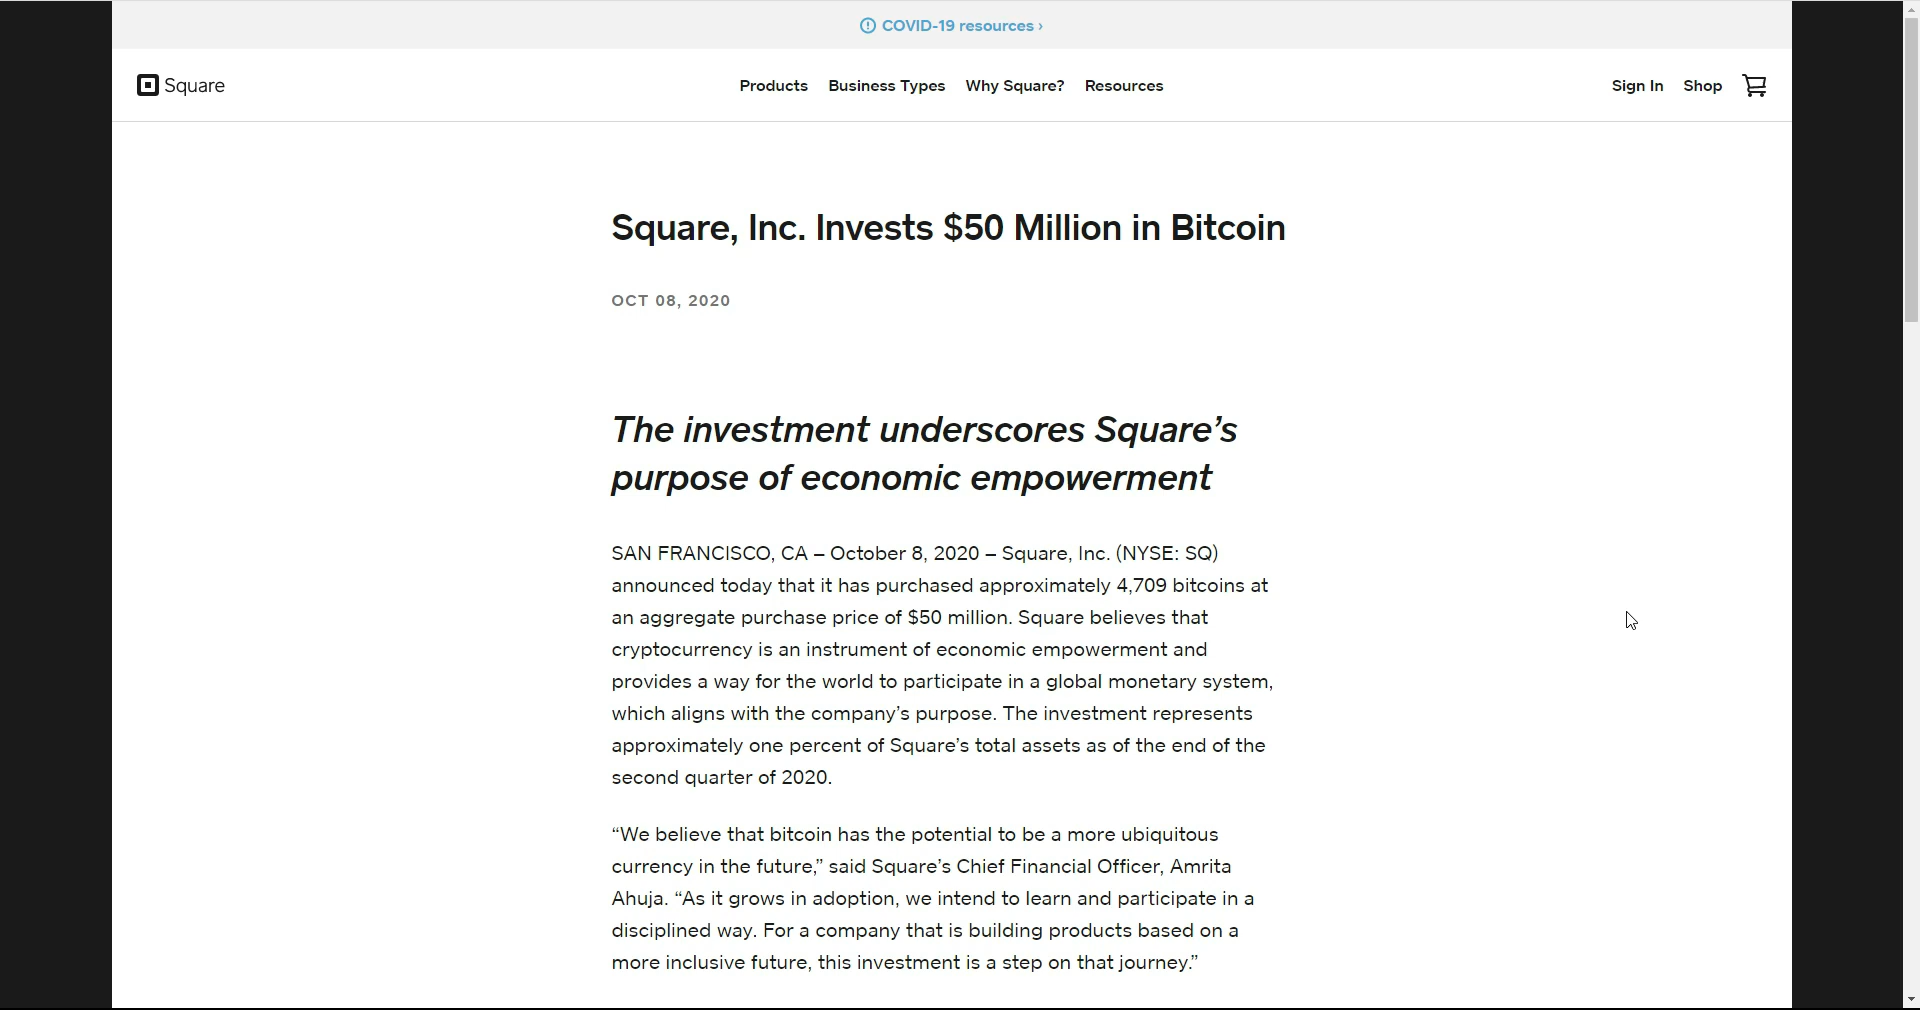 COVID-19 resources ›
Square
Products Business Types Why Square? Resources
Sign In Shop
Square, Inc. Invests $50 Million in Bitcoin
OCT 08, 2020
The investment underscores Square’s
purpose of economic empowerment
SAN FRANCISCO, CA – October 8, 2020 – Square, Inc. (NYSE: SQ)
announced today that it has purchased approximately 4,709 bitcoins at
an aggregate purchase price of $50 million. Square believes that
cryptocurrency is an instrument of economic empowerment and
provides a way for the world to participate in a global monetary system,
which aligns with the company’s purpose. The investment represents
approximately one percent of Square’s total assets as of the end of the
second quarter of 2020.
“We believe that bitcoin has the potential to be a more ubiquitous
currency in the future,” said Square’s Chief Financial Officer, Amrita
Ahuja. “As it grows in adoption, we intend to learn and participate in a
disciplined way. For a company that is building products based on a
more inclusive future, this investment is a step on that journey.”